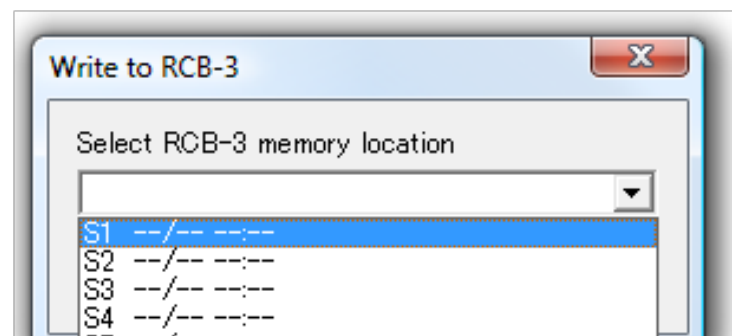 Write to RCB-3
Select RCB-3 memory location
S1 --/-- --:--
S2 --/-- --:--
S3 --/-- --:--
S4 --/-- --:--